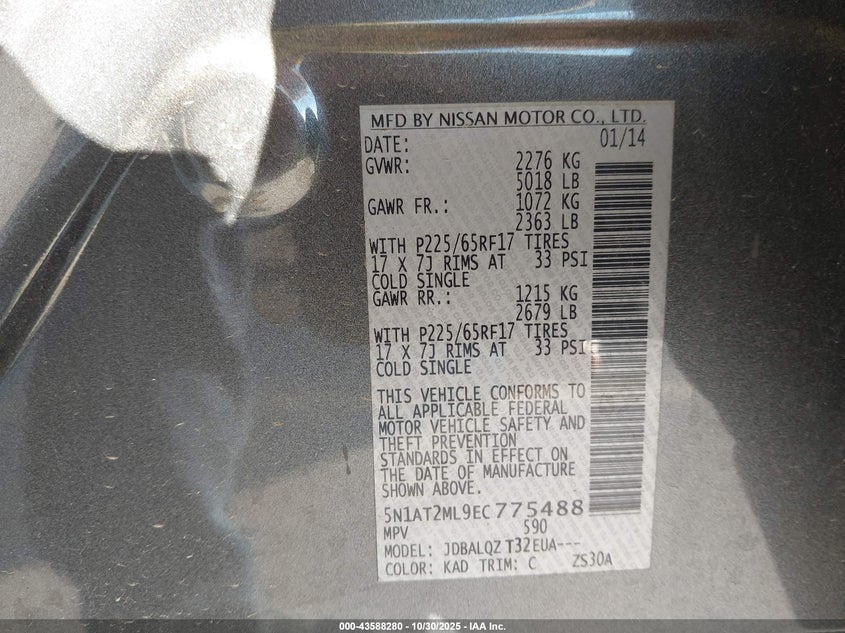 MFD BY NISSAN MOTOR CO., LTD.
DATE: 01/14
GVWR: 2276 KG
5018 LB
GAWR FR.: 1072 KG
2363 LB
WITH P225/65RF17 TIRES
17 X 7J RIMS AT 33 PSI
COLD SINGLE
GAWR RR.: 1215 KG
2679 LB
WITH P225/65RF17 TIRES
17 X 7J RIMS AT 33 PSI
COLD SINGLE
THIS VEHICLE CONFORMS TO
ALL APPLICABLE FEDERAL
MOTOR VEHICLE SAFETY AND
THEFT PREVENTION
STANDARDS IN EFFECT ON
THE DATE OF MANUFACTURE
SHOWN ABOVE.
5N1AT2ML9EC775488
MPV 590
MODEL: JDBALQZ T32EUA---
COLOR: KAD TRIM: C ZS30A
000-43588280 - 10/30/2025 - IAA Inc.